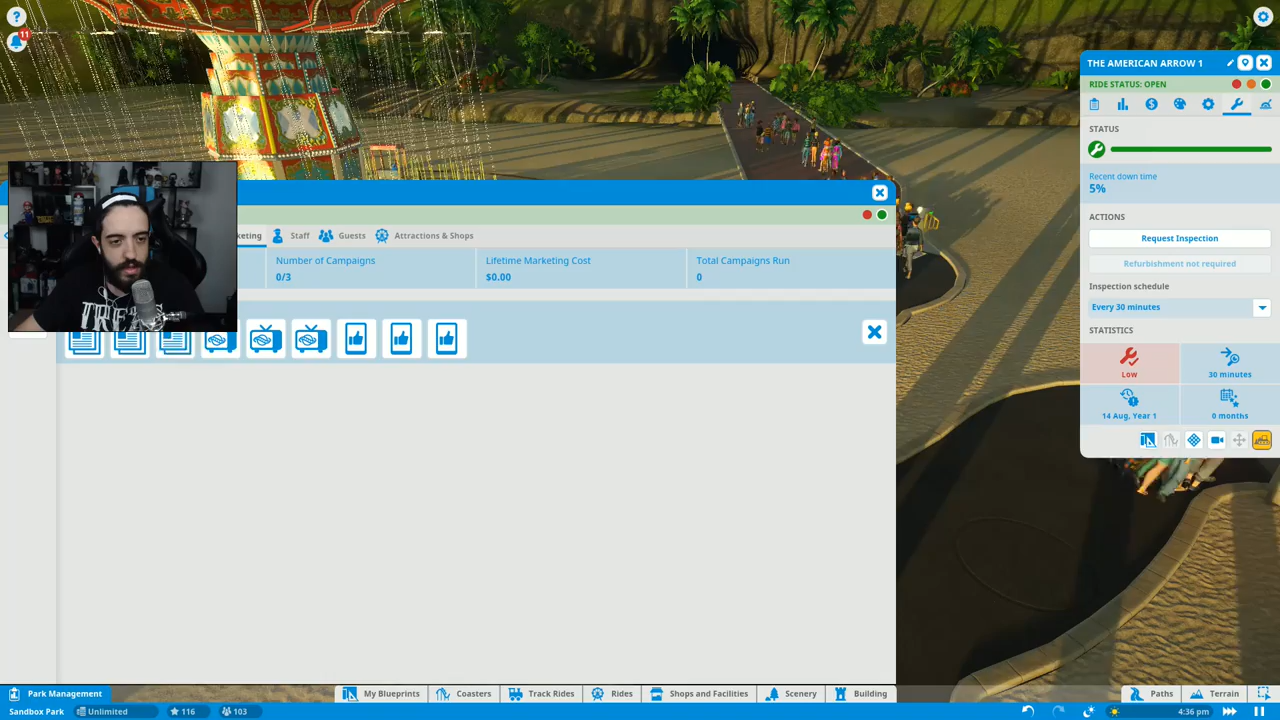 ?
11
THE AMERICAN ARROW 1
RIDE STATUS: OPEN
STATUS
Recent down time
5%
ACTIONS
Request Inspection
Refurbishment not required
Inspection schedule
Every 30 minutes
STATISTICS
Low
30 minutes
14 Aug, Year 1
0 months
keting
Staff
Guests
Attractions & Shops
Number of Campaigns
0/3
Lifetime Marketing Cost
$0.00
Total Campaigns Run
0
Park Management
My Blueprints
Coasters
Track Rides
Rides
Shops and Facilities
Scenery
Building
Paths
Terrain
Sandbox Park
Unlimited
116
103
4:36 pm